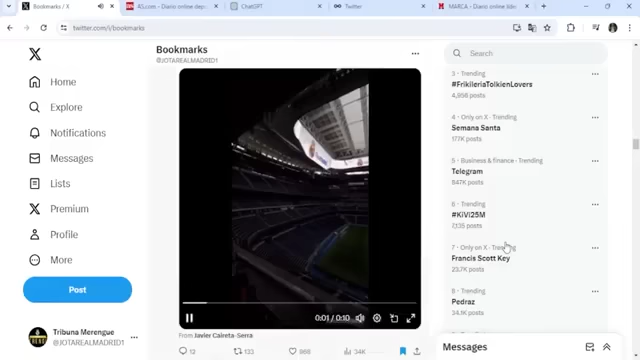 Bookmarks / X
AS.com - Diario online dep
ChatGPT
Twitter
MARCA - Diario online líde
twitter.com/i/bookmarks
Home
Explore
Notifications
Messages
Lists
Premium
Profile
More
Post
Tribuna Merengue
@JOTAREALMADRID1
Bookmarks
@JOTAREALMADRID1
0:01 / 0:10
From Javier Caireta-Serra
12
133
968
34K
Search
3 · Trending
#FrikileriaTolkienLovers
4,556 posts
4 · Only on X · Trending
Semana Santa
177K posts
5 · Business & finance · Trending
Telegram
847K posts
6 · Trending
#KiVi25M
7,135 posts
7 · Only on X · Trending
Francis Scott Key
23.7K posts
8 · Trending
Pedraz
34.1K posts
Messages